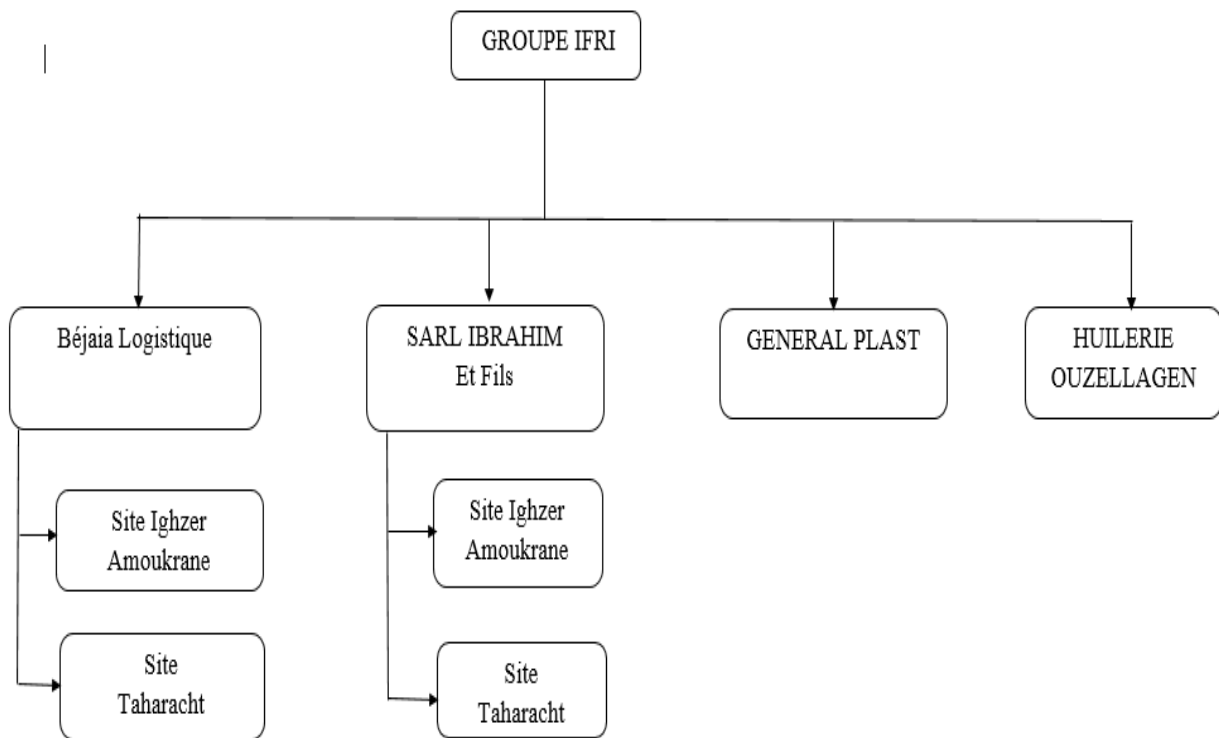 GROUPE IFRI
Béjaia Logistique
SARL IBRAHIM
Et Fils
GENERAL PLAST
HUILERIE
OUZELLAGEN
Site Ighzer
Amoukrane
Site Ighzer
Amoukrane
Site
Taharacht
Site
Taharacht